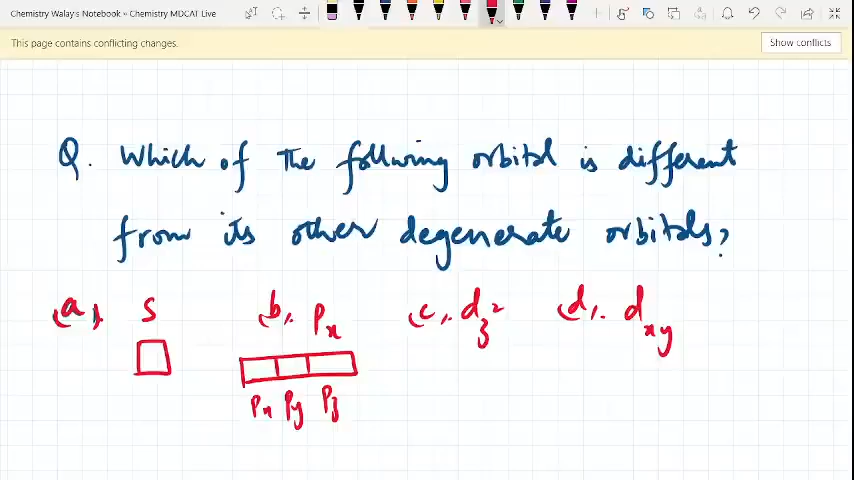 Chemistry Walay's Notebook » Chemistry MDCAT Live
This page contains conflicting changes.
Show conflicts
Q. Which of the following orbital is different
from its other degenerate orbitals?
(a). S (b). Px (c). dz² (d). dxy
Px Py Pz